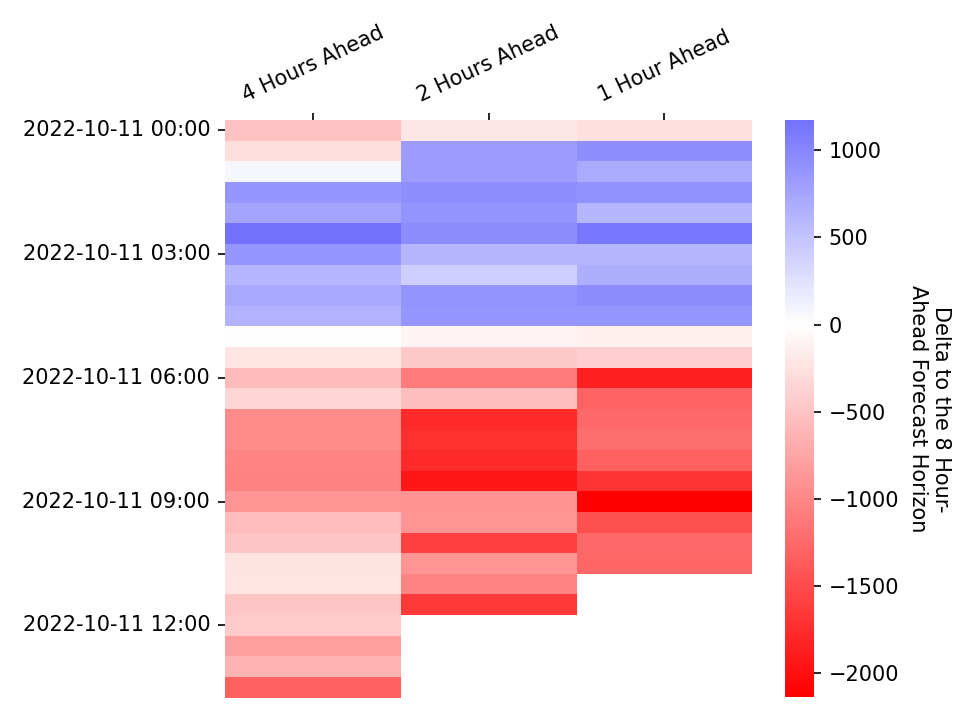 4 Hours Ahead
2 Hours Ahead
1 Hour Ahead
2022-10-11 00:00
2022-10-11 03:00
2022-10-11 06:00
2022-10-11 09:00
2022-10-11 12:00
1000
500
0
−500
−1000
−1500
−2000
Delta to the 8 Hour-
Ahead Forecast Horizon